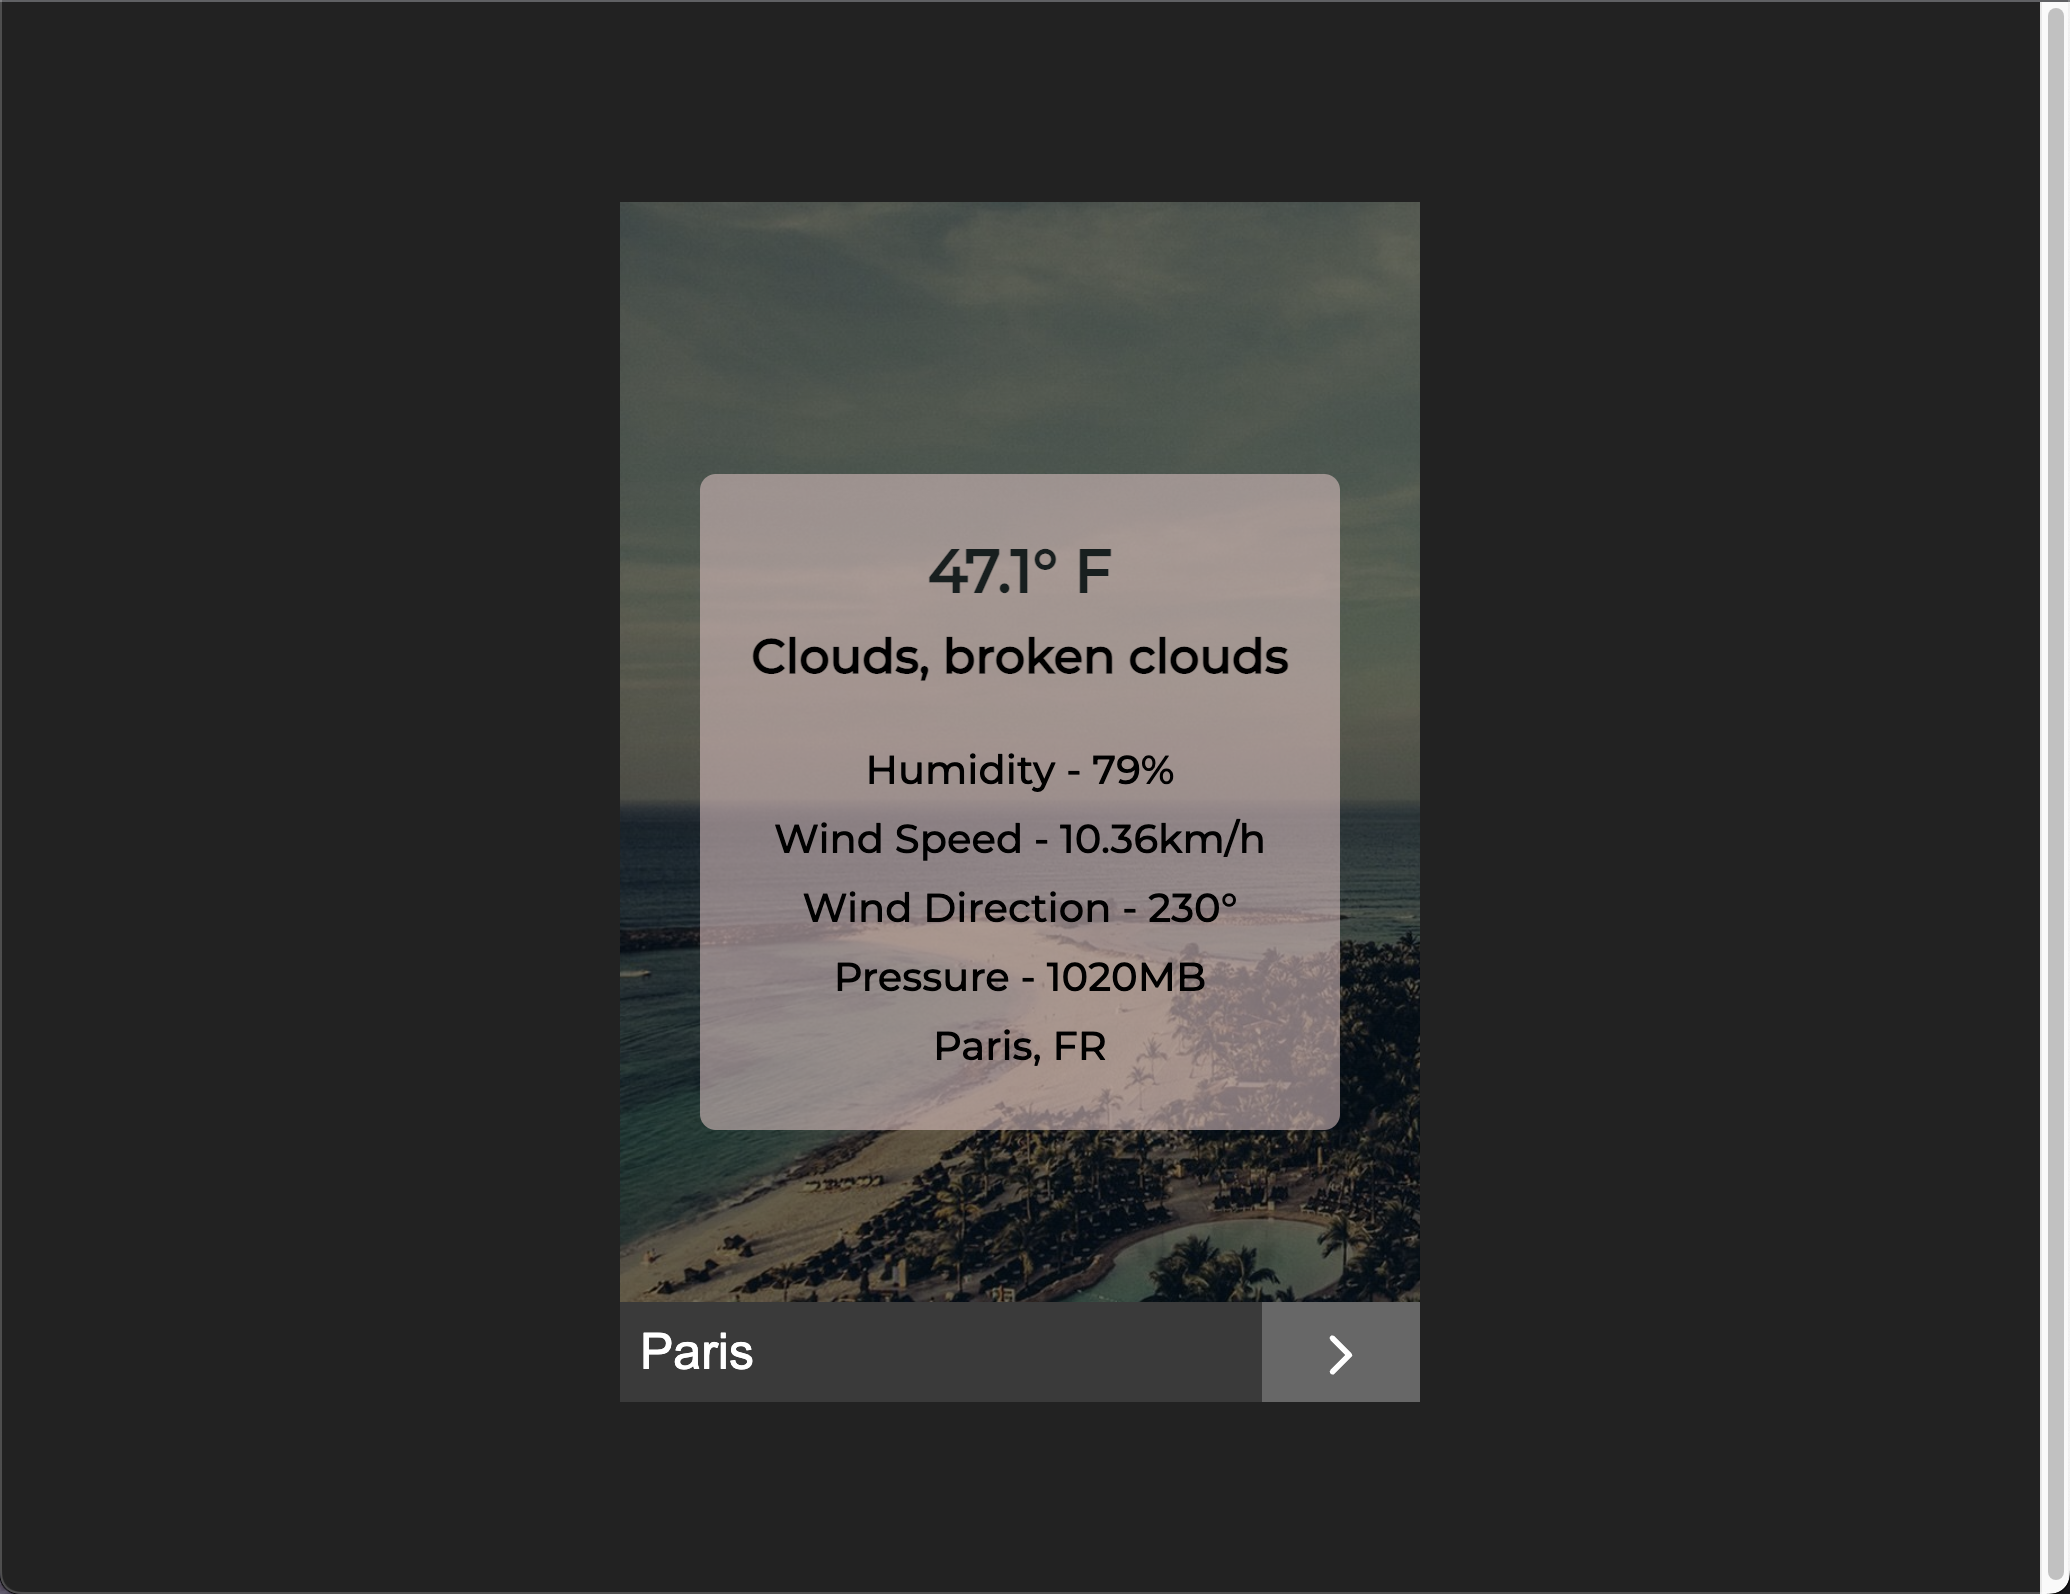 47.1° F
Clouds, broken clouds
Humidity - 79%
Wind Speed - 10.36km/h
Wind Direction - 230°
Pressure - 1020MB
Paris, FR
Paris